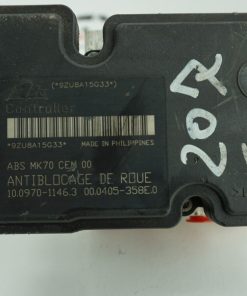 (*9ZU8A15G33*)
ATE
Controller
*9ZU8A15G33* MADE IN PHILIPPINES
ABS MK70 CEM 00
ANTIBLOCAGE DE ROUE
10.0970-1146.3 00.0405-358E.0
207